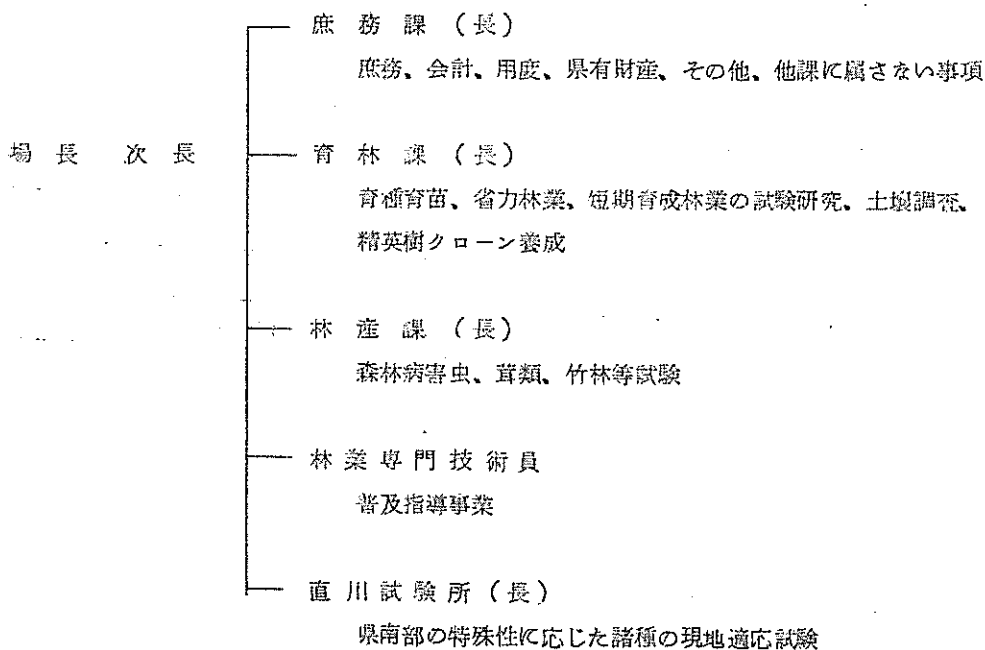 庶務課（長）
庶務、会計、用度、県有財産、その他、他課に属さない事項
場長 次長
育林課（長）
育種育苗、省力林業、短期育成林業の試験研究、土壌調査、
精英樹クローン養成
林産課（長）
森林病害虫、茸類、竹林等試験
林業専門技術員
普及指導事業
直川試験所（長）
県南部の特殊性に応じた諸種の現地適応試験